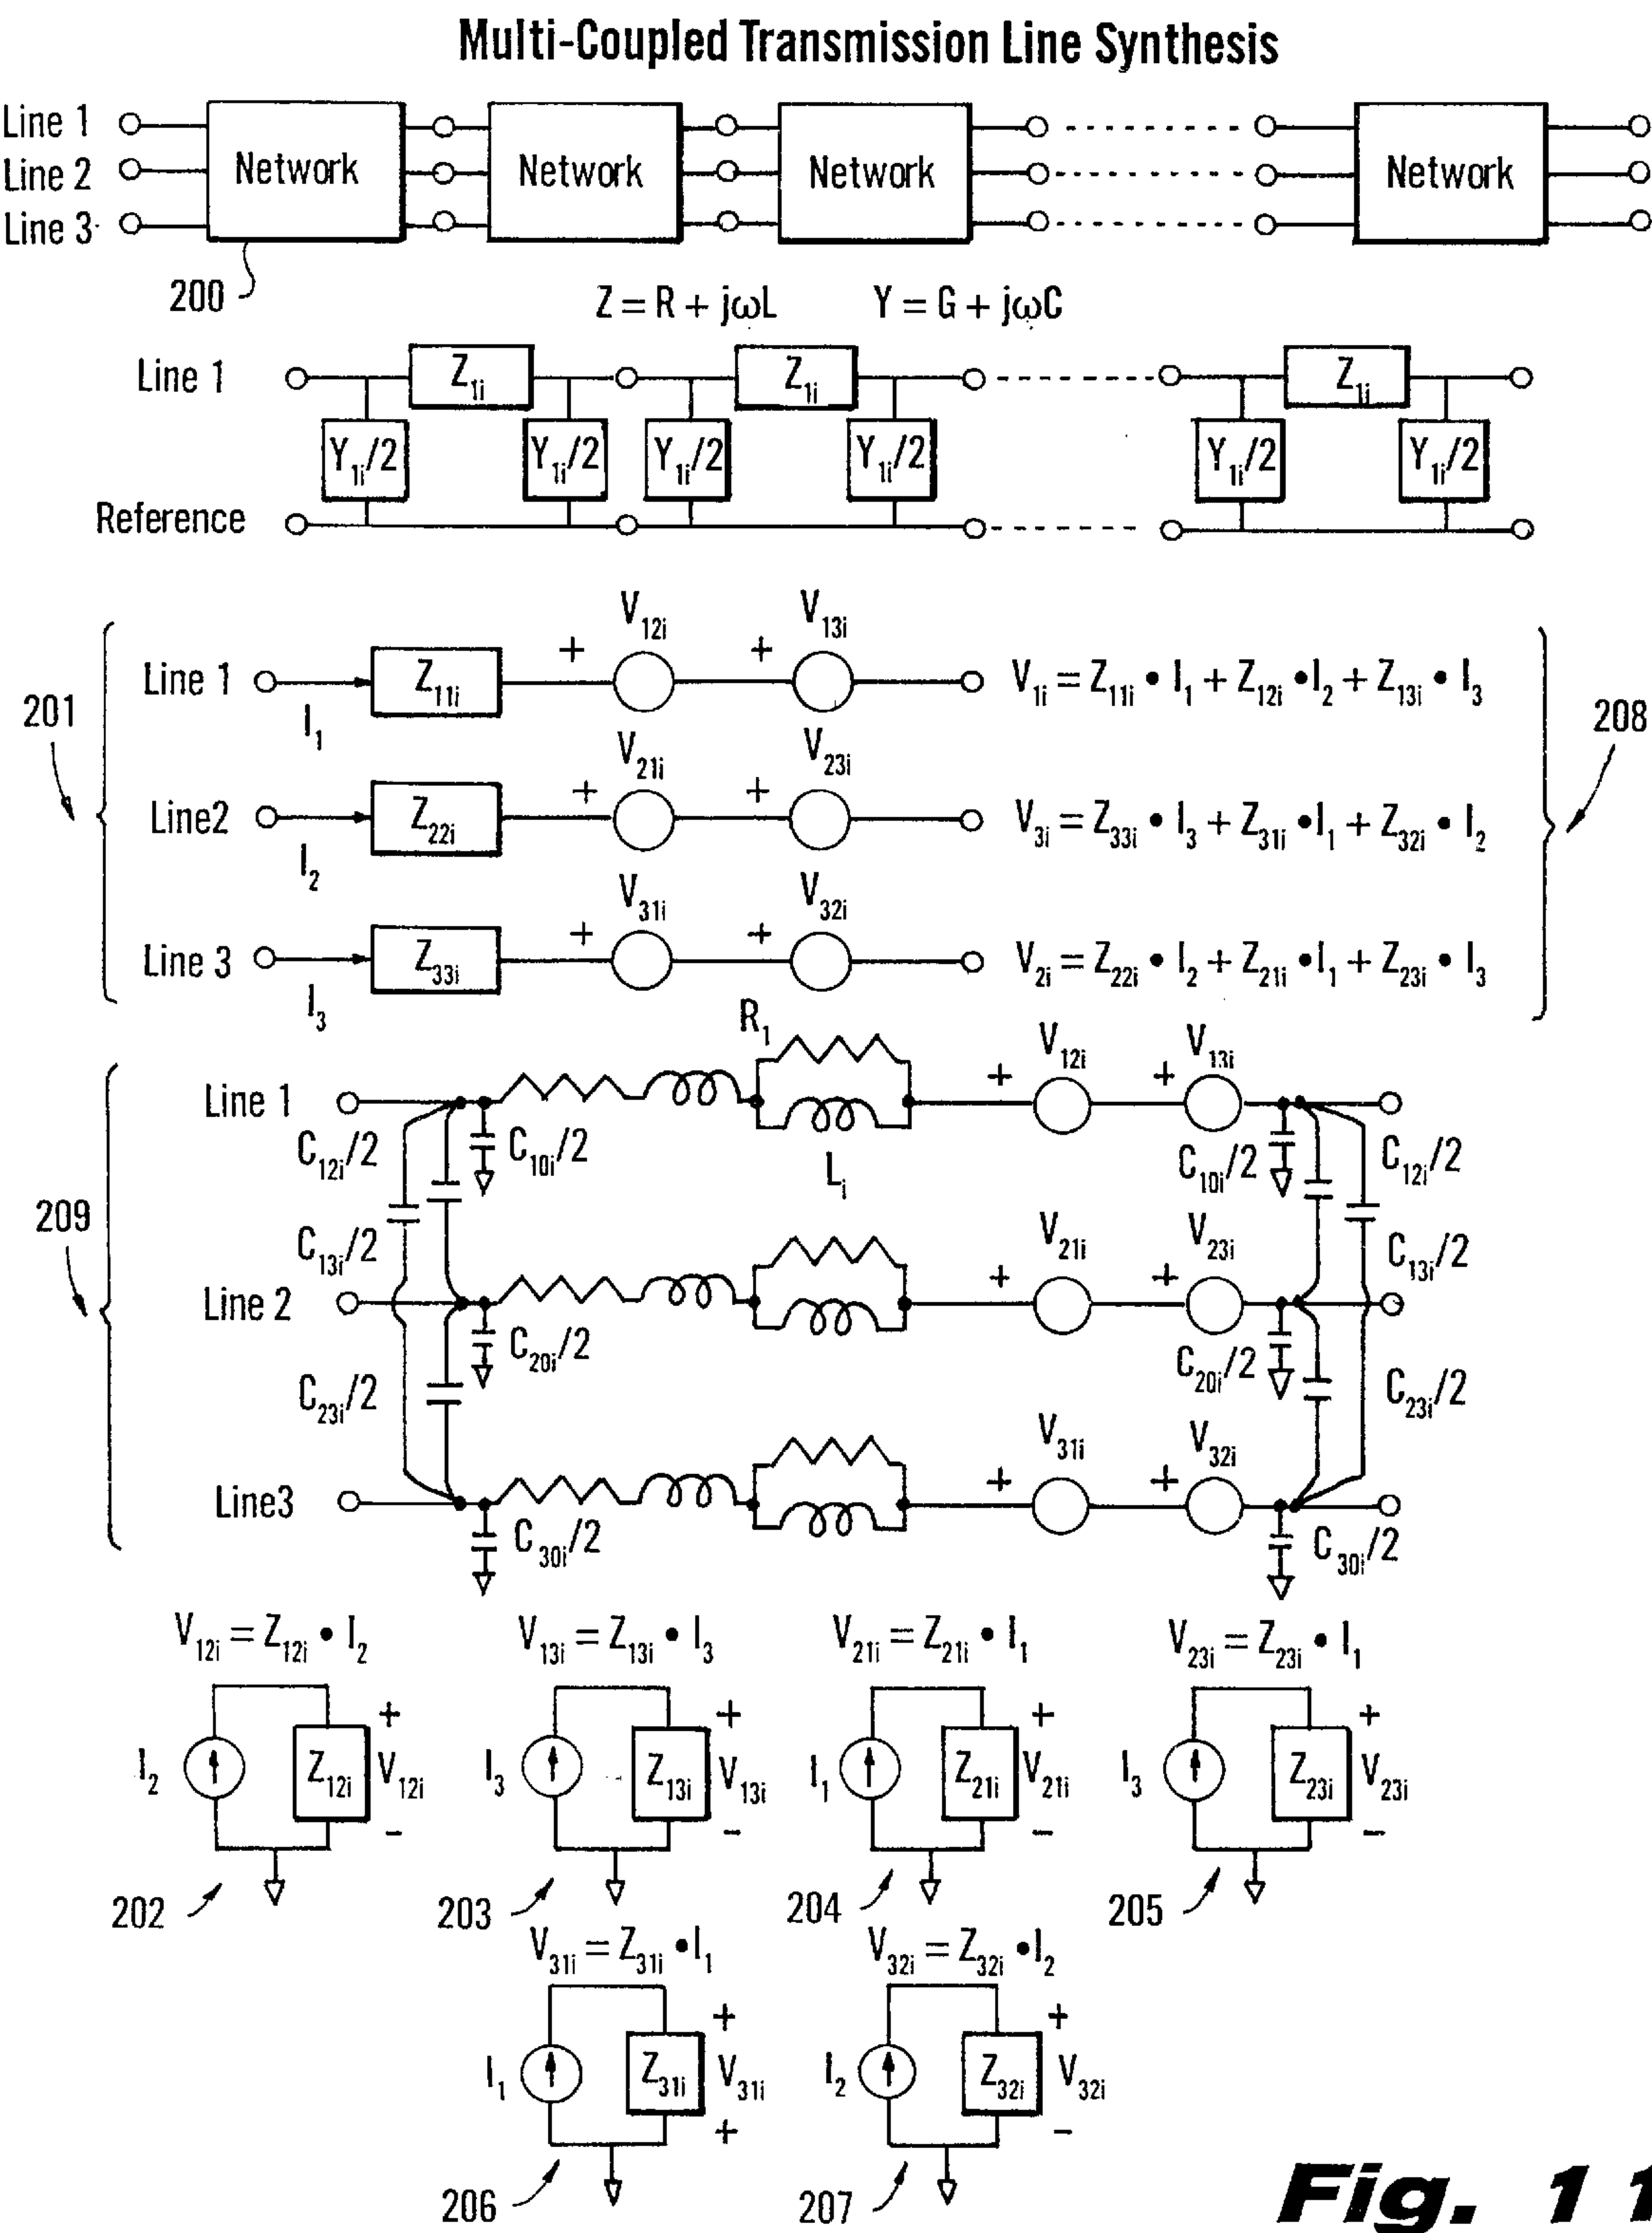 Multi-Coupled Transmission Line Synthesis
Line 1
Line 2
Line 3
Network
Network
Network
Network
200
Z = R + jωL
Y = G + jωC
Line 1
Z1i
Z1i
Z1i
Y1i/2
Y1i/2
Y1i/2
Y1i/2
Y1i/2
Y1i/2
Reference
V12i
V13i
Line 1
Z11i
+
+
V1i = Z11i • I1 + Z12i • I2 + Z13i • I3
I1
201
208
V21i
V23i
Line2
Z22i
+
+
V3i = Z33i • I3 + Z31i • I1 + Z32i • I2
I2
V31i
V32i
Line 3
Z33i
+
+
V2i = Z22i • I2 + Z21i • I1 + Z23i • I3
I3
R1
V12i
V13i
Line 1
+
+
C12i/2
C10i/2
Li
C10i/2
C12i/2
209
C13i/2
V21i
V23i
C13i/2
Line 2
+
+
C20i/2
C20i/2
C23i/2
C23i/2
V31i
V32i
Line3
+
+
C30i/2
C30i/2
V12i = Z12i • I2
V13i = Z13i • I3
V21i = Z21i • I1
V23i = Z23i • I1
+
+
+
+
I2
Z12i
V12i
I3
Z13i
V13i
I1
Z21i
V21i
I3
Z23i
V23i
-
-
-
-
202
203
204
205
V31i = Z31i • I1
V32i = Z32i • I2
+
+
I1
Z31i
V31i
I2
Z32i
V32i
+
-
206
207
Fig. 11